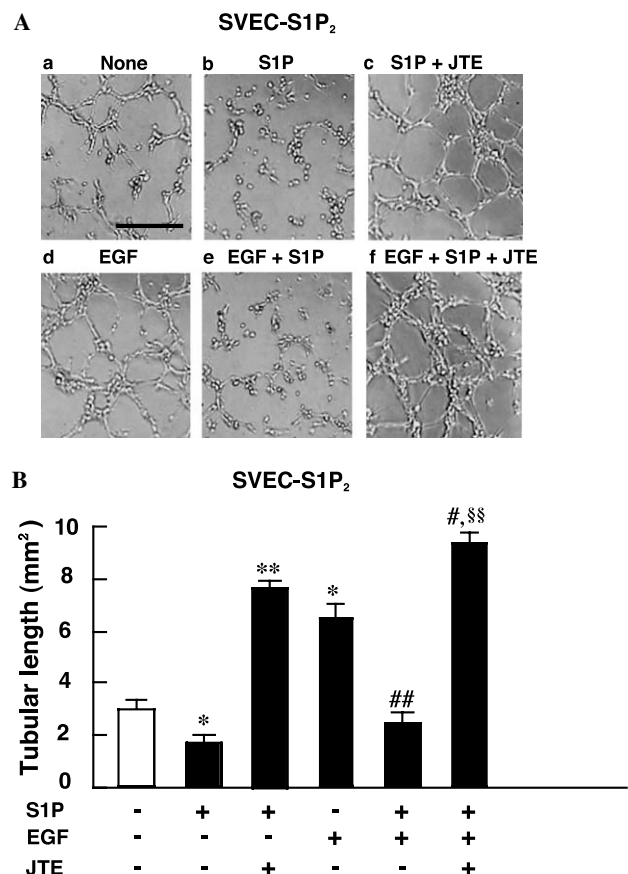 A SVEC-S1P₂
a None b S1P c S1P + JTE
d EGF e EGF + S1P f EGF + S1P + JTE
B SVEC-S1P₂
Tubular length (mm²)
10
8
6
4
2
0
* ** * ## #, §§
S1P - + + - + +
EGF - - - + + +
JTE - - + - - +